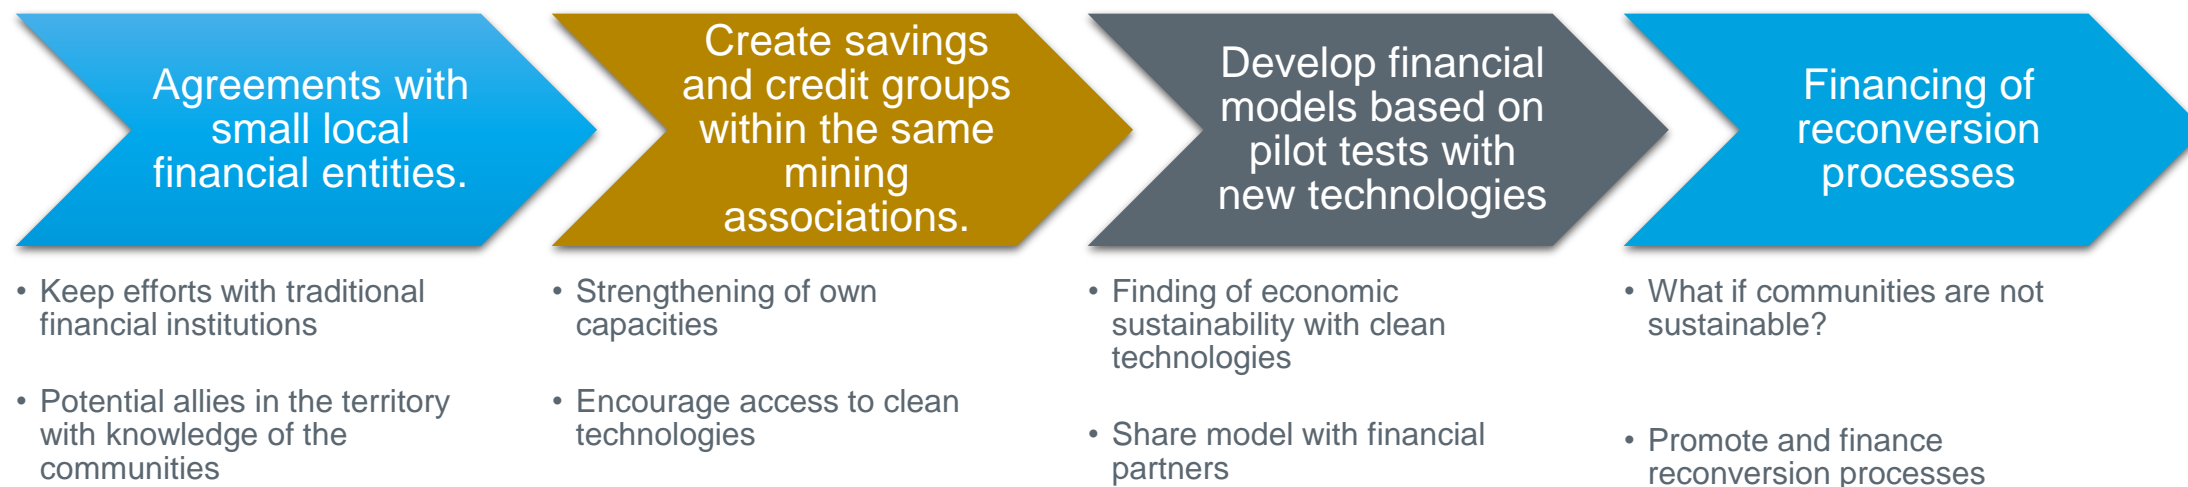 Agreements with
small local
financial entities.
• Keep efforts with traditional
financial institutions
• Potential allies in the territory
with knowledge of the
communities
Create savings
and credit groups
within the same
mining
associations.
• Strengthening of own
capacities
• Encourage access to clean
technologies
Develop financial
models based on
pilot tests with
new technologies
• Finding of economic
sustainability with clean
technologies
• Share model with financial
partners
Financing of
reconversion
processes
• What if communities are not
sustainable?
• Promote and finance
reconversion processes